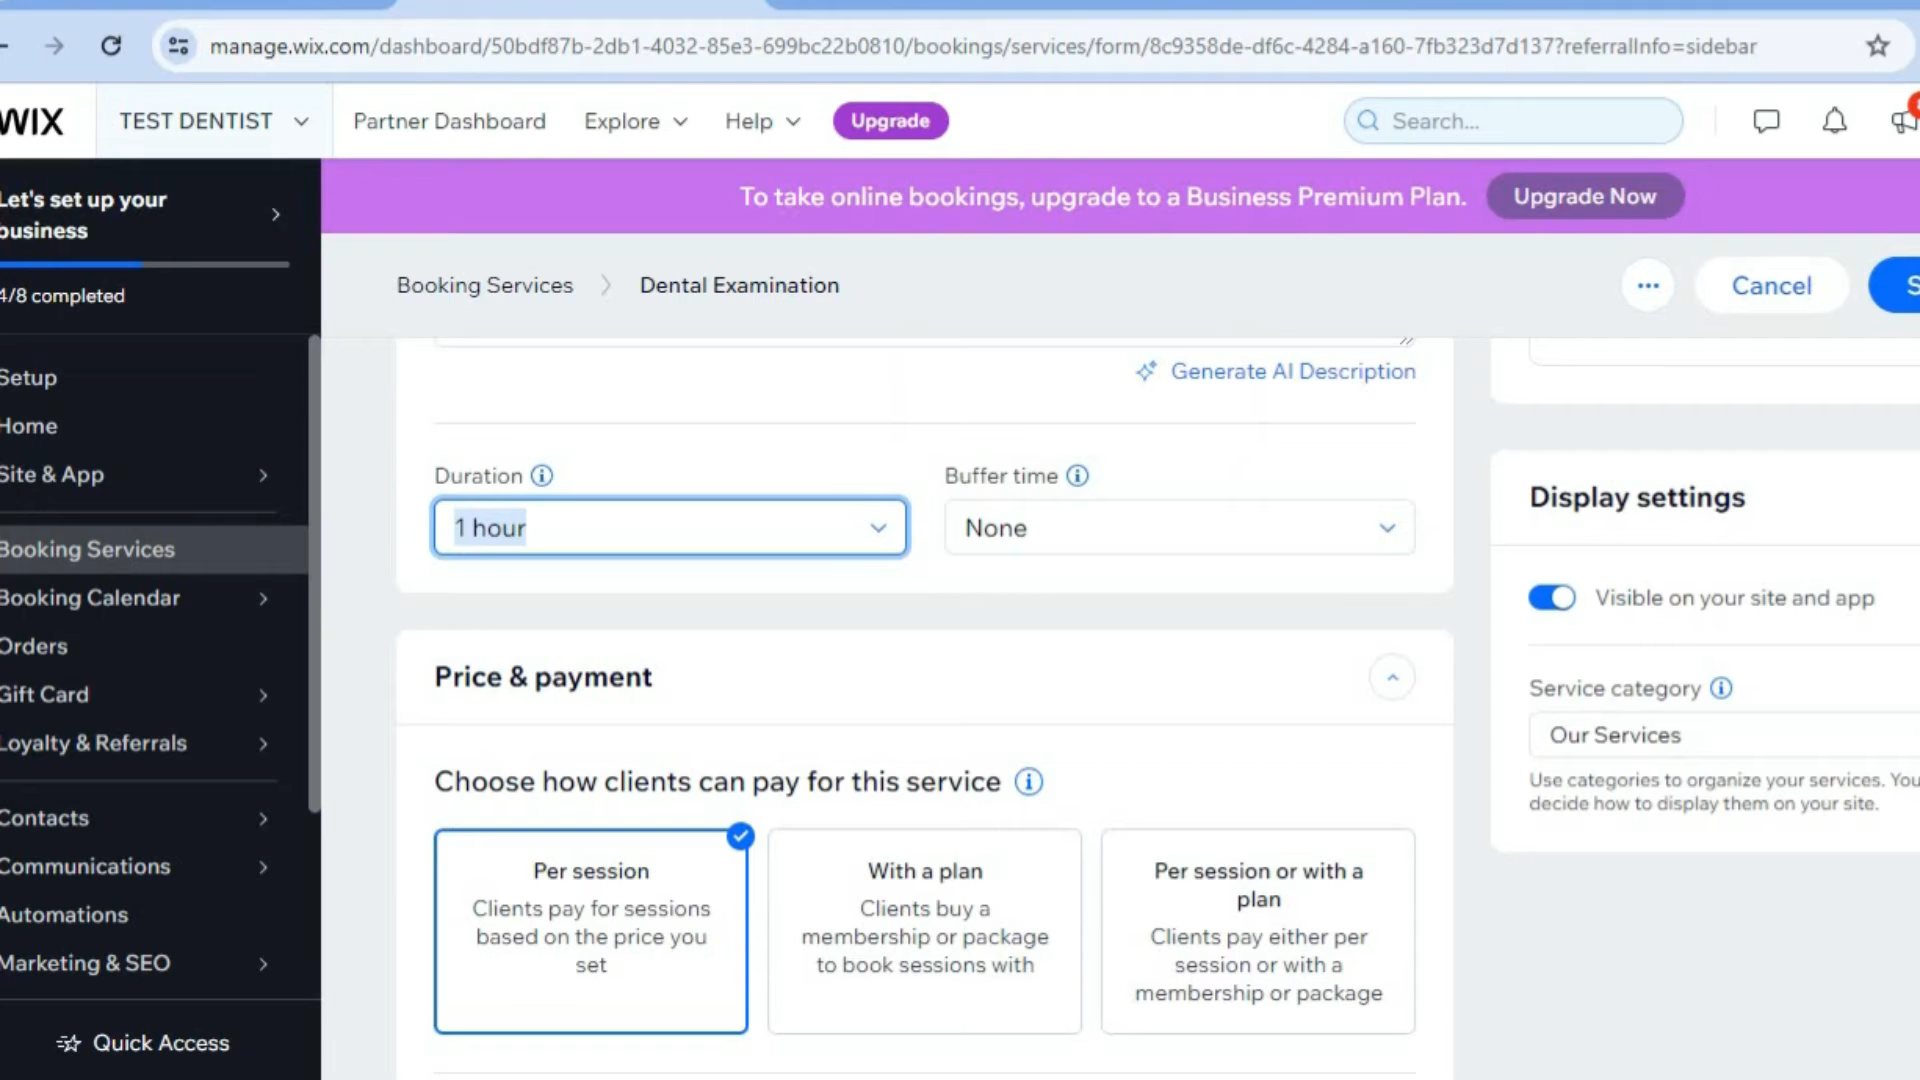 manage.wix.com/dashboard/50bdf87b-2db1-4032-85e3-699bc22b0810/bookings/services/form/8c9358de-df6c-4284-a160-7fb323d7d137?referralInfo=sidebar
WIX
TEST DENTIST
Partner Dashboard
Explore
Help
Upgrade
Search...
To take online bookings, upgrade to a Business Premium Plan.
Upgrade Now
Let's set up your
business
4/8 completed
Setup
Home
Site & App
Booking Services
Booking Calendar
Orders
Gift Card
Loyalty & Referrals
Contacts
Communications
Automations
Marketing & SEO
Quick Access
Booking Services
Dental Examination
Cancel
S
Generate AI Description
Duration
1 hour
Buffer time
None
Price & payment
Choose how clients can pay for this service
Per session
Clients pay for sessions
based on the price you
set
With a plan
Clients buy a
membership or package
to book sessions with
Per session or with a
plan
Clients pay either per
session or with a
membership or package
Display settings
Visible on your site and app
Service category
Our Services
Use categories to organize your services. You
decide how to display them on your site.